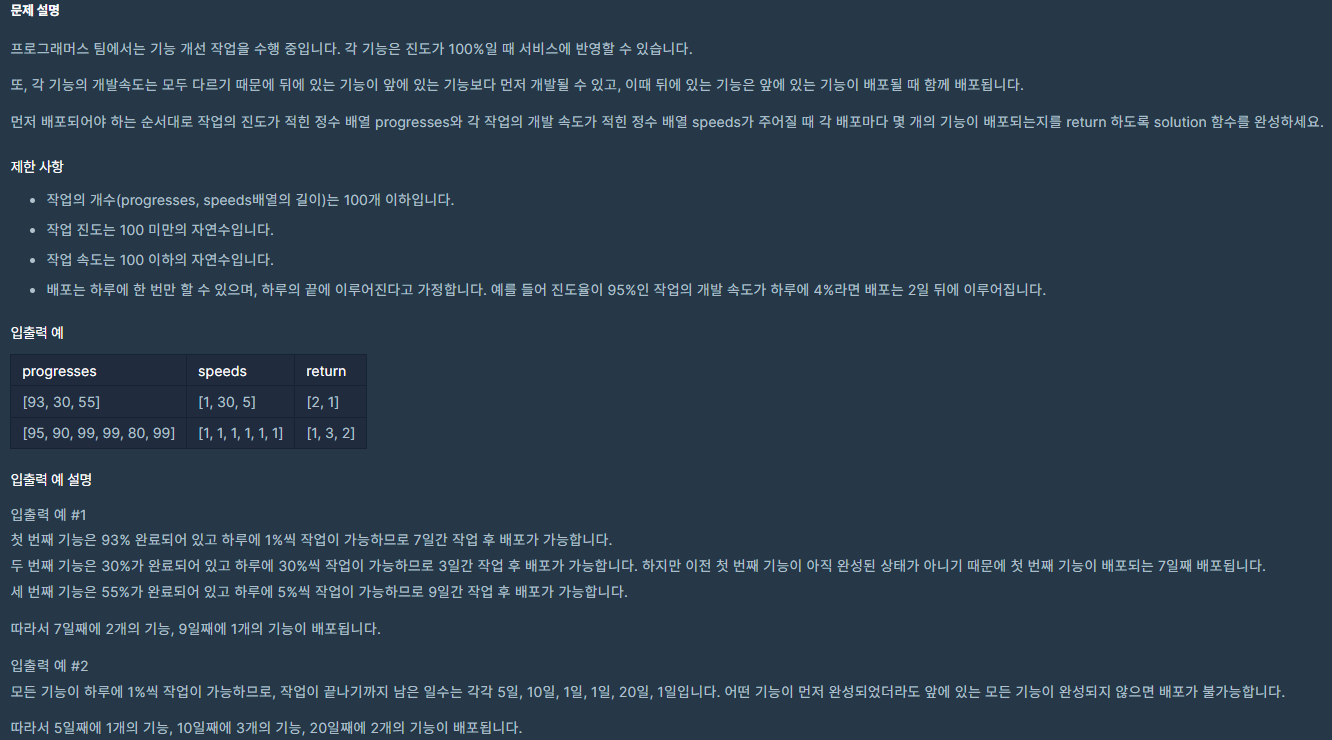 문제 설명
프로그래머스 팀에서는 기능 개선 작업을 수행 중입니다. 각 기능은 진도가 100%일 때 서비스에 반영할 수 있습니다.
또, 각 기능의 개발속도는 모두 다르기 때문에 뒤에 있는 기능이 앞에 있는 기능보다 먼저 개발될 수 있고, 이때 뒤에 있는 기능은 앞에 있는 기능이 배포될 때 함께 배포됩니다.
먼저 배포되어야 하는 순서대로 작업의 진도가 적힌 정수 배열 progresses와 각 작업의 개발 속도가 적힌 정수 배열 speeds가 주어질 때 각 배포마다 몇 개의 기능이 배포되는지를 return 하도록 solution 함수를 완성하세요.
제한 사항
• 작업의 개수(progresses, speeds배열의 길이)는 100개 이하입니다.
• 작업 진도는 100 미만의 자연수입니다.
• 작업 속도는 100 이하의 자연수입니다.
• 배포는 하루에 한 번만 할 수 있으며, 하루의 끝에 이루어진다고 가정합니다. 예를 들어 진도율이 95%인 작업의 개발 속도가 하루에 4%라면 배포는 2일 뒤에 이루어집니다.
입출력 예
progresses speeds return
[93, 30, 55] [1, 30, 5] [2, 1]
[95, 90, 99, 99, 80, 99] [1, 1, 1, 1, 1, 1] [1, 3, 2]
입출력 예 설명
입출력 예 #1
첫 번째 기능은 93% 완료되어 있고 하루에 1%씩 작업이 가능하므로 7일간 작업 후 배포가 가능합니다.
두 번째 기능은 30%가 완료되어 있고 하루에 30%씩 작업이 가능하므로 3일간 작업 후 배포가 가능합니다. 하지만 이전 첫 번째 기능이 아직 완성된 상태가 아니기 때문에 첫 번째 기능이 배포되는 7일째 배포됩니다.
세 번째 기능은 55%가 완료되어 있고 하루에 5%씩 작업이 가능하므로 9일간 작업 후 배포가 가능합니다.
따라서 7일째에 2개의 기능, 9일째에 1개의 기능이 배포됩니다.
입출력 예 #2
모든 기능이 하루에 1%씩 작업이 가능하므로, 작업이 끝나기까지 남은 일수는 각각 5일, 10일, 1일, 1일, 20일, 1일입니다. 어떤 기능이 먼저 완성되었더라도 앞에 있는 모든 기능이 완성되지 않으면 배포가 불가능합니다.
따라서 5일째에 1개의 기능, 10일째에 3개의 기능, 20일째에 2개의 기능이 배포됩니다.